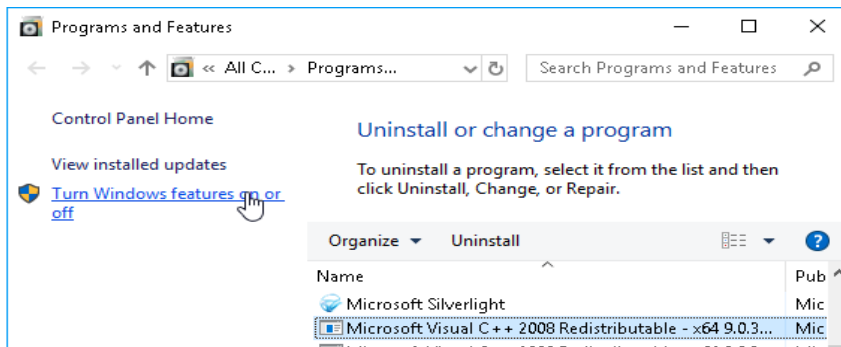 Programs and Features
« All C... > Programs...
Search Programs and Features
Control Panel Home
Uninstall or change a program
View installed updates
To uninstall a program, select it from the list and then
click Uninstall, Change, or Repair.
Turn Windows features on or
off
Organize
Uninstall
Name
Pub
Microsoft Silverlight
Mic
Microsoft Visual C++ 2008 Redistributable - x64 9.0.3...
Mic